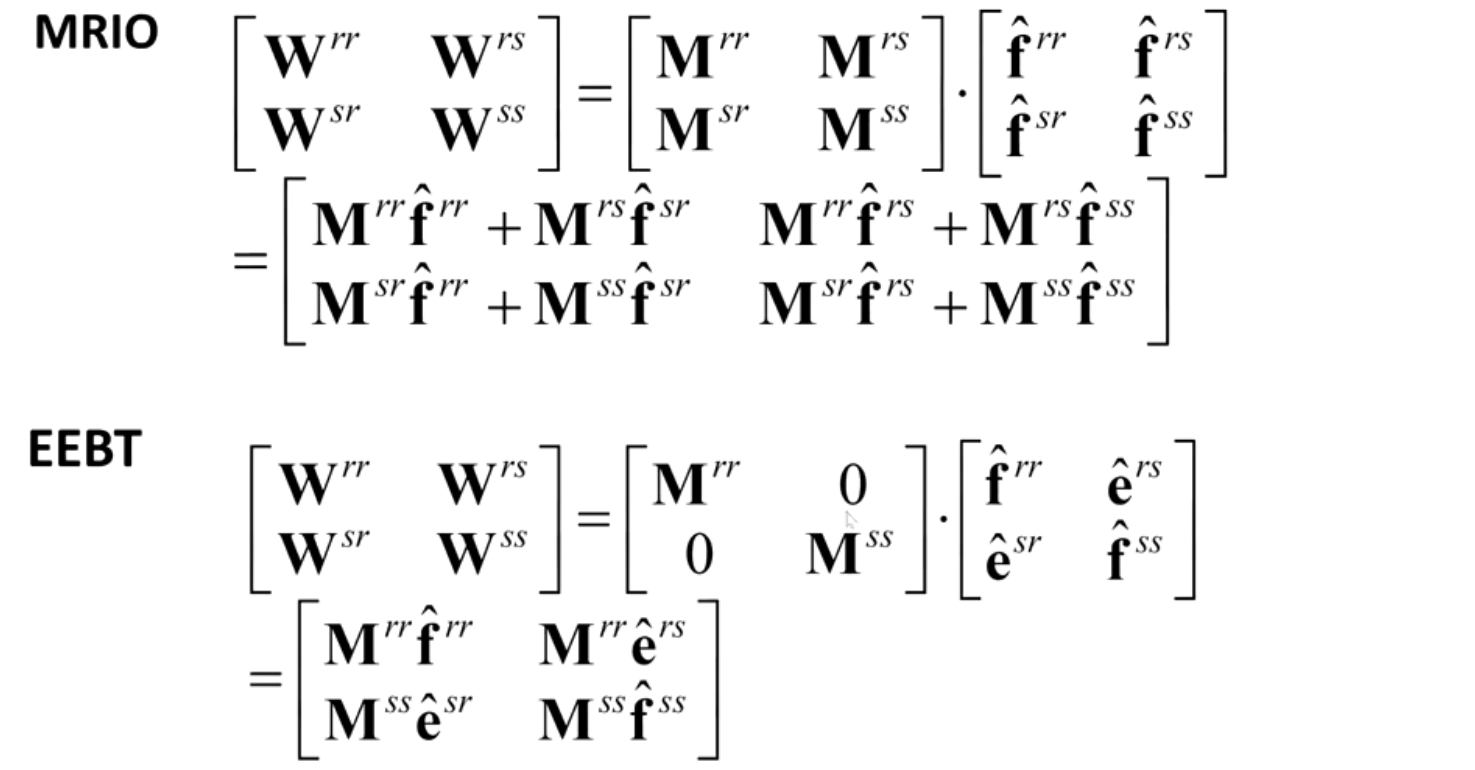 MRIO [W^rr W^rs] = [M^rr M^rs] · [f̂^rr f̂^rs]
[W^sr W^ss] [M^sr M^ss] [f̂^sr f̂^ss]
= [M^rr f̂^rr + M^rs f̂^sr M^rr f̂^rs + M^rs f̂^ss]
[M^sr f̂^rr + M^ss f̂^sr M^sr f̂^rs + M^ss f̂^ss]
EEBT [W^rr W^rs] = [M^rr 0] · [f̂^rr ê^rs]
[W^sr W^ss] [0 M^ss] [ê^sr f̂^ss]
= [M^rr f̂^rr M^rr ê^rs]
[M^ss ê^sr M^ss f̂^ss]